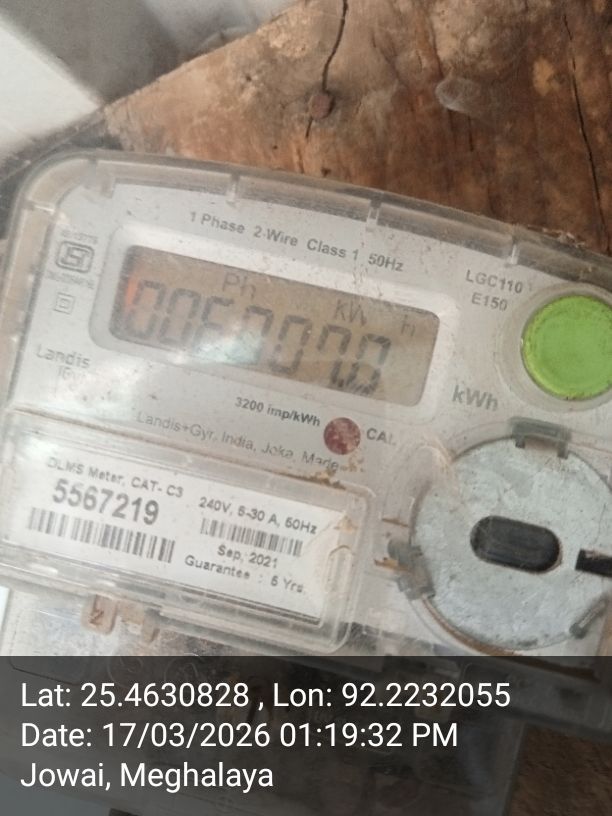 1 Phase 2-Wire Class 1 50Hz
LGC110
E150
Ph kW h
kWh
Landis
3200 imp/kWh
CAL
Landis+Gyr, India, Joka, Made
DLMS Meter, CAT- C3
5567219
240V, 5-30 A, 50Hz
Sep, 2021
Guarantee : 5 Yrs.
Lat: 25.4630828 , Lon: 92.2232055
Date: 17/03/2026 01:19:32 PM
Jowai, Meghalaya